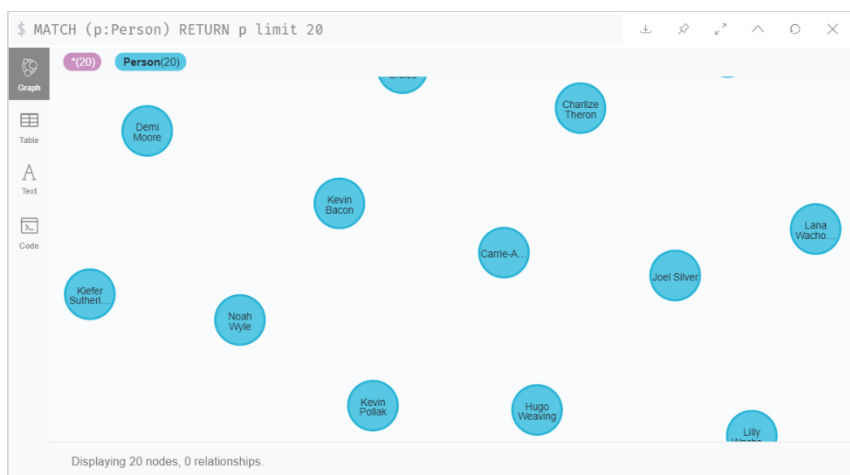 $ MATCH (p:Person) RETURN p limit 20
*(20) Person(20)
Graph
Table
Text
Code
Charlize
Theron
Demi
Moore
Kevin
Bacon
Lana
Wacho...
Carrie-A...
Joel Silver
Kiefer
Sutherl...
Noah
Wyle
Kevin
Pollak
Hugo
Weaving
Lilly
Displaying 20 nodes, 0 relationships.